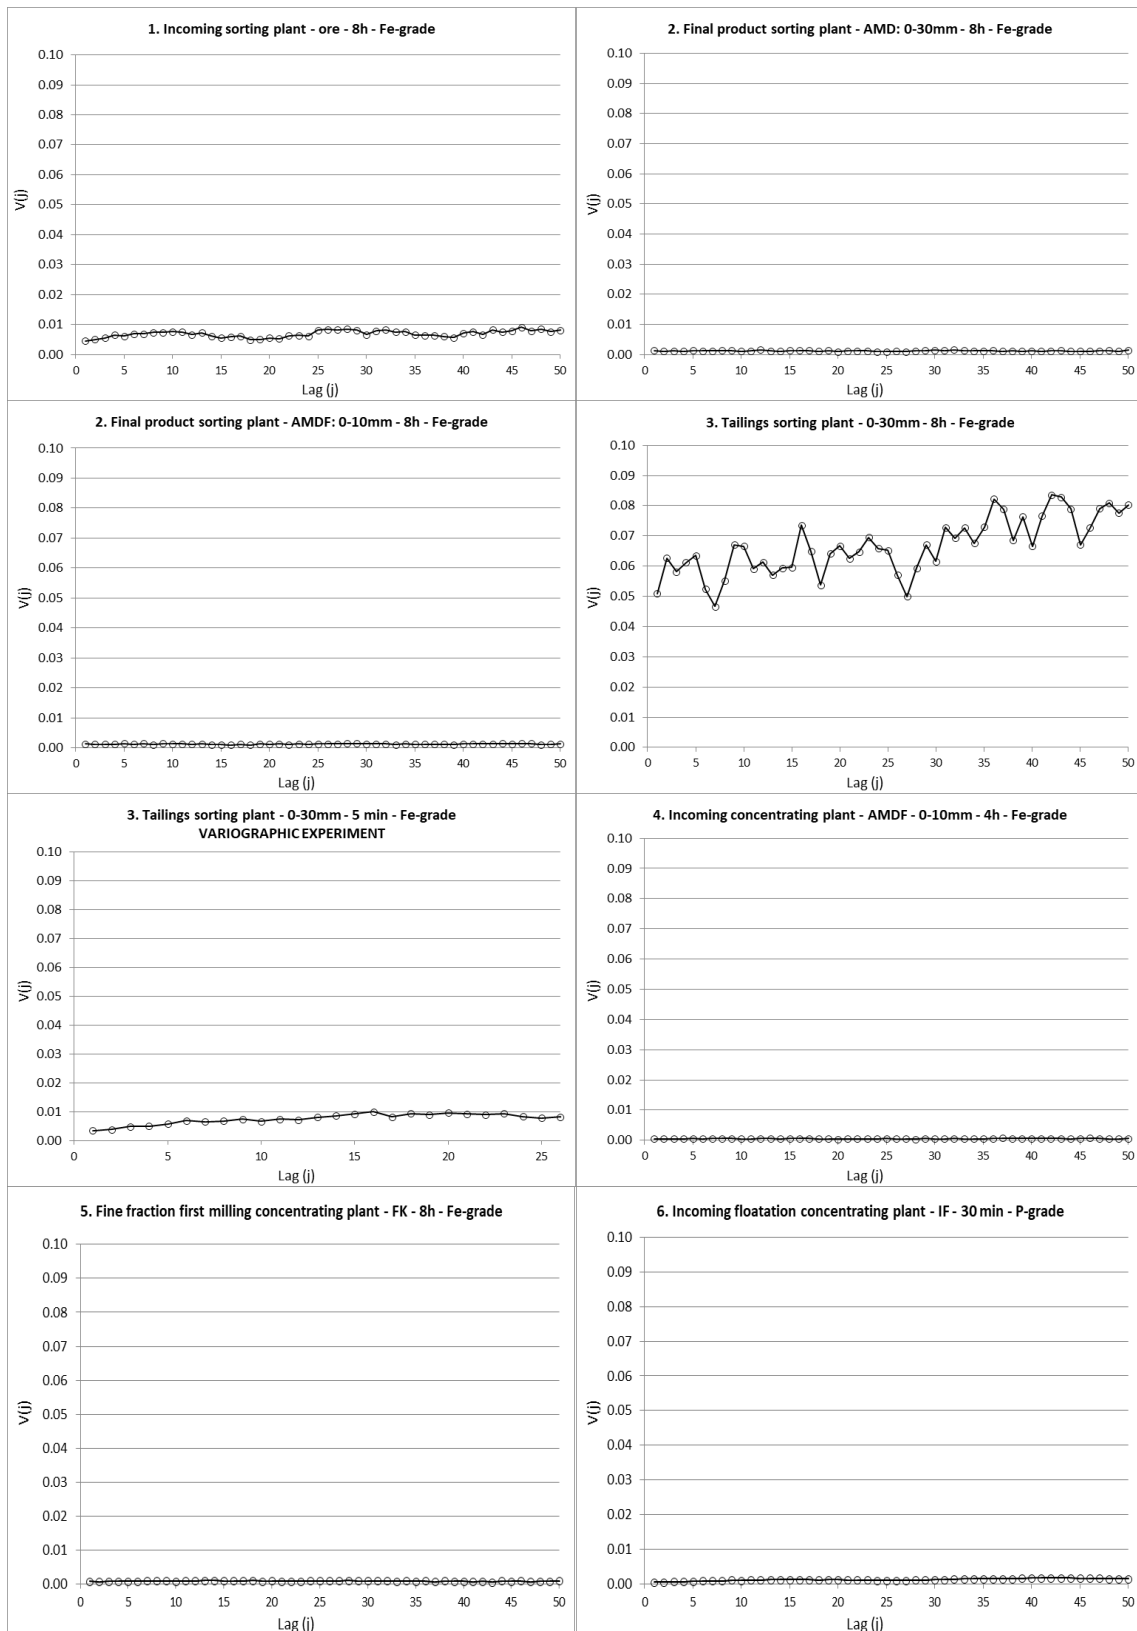 1. Incoming sorting plant - ore - 8h - Fe-grade
0.10
0.09
0.08
0.07
0.06
0.05
0.04
0.03
0.02
0.01
0.00
V(j)
0 5 10 15 20 25 30 35 40 45 50
Lag (j)
2. Final product sorting plant - AMD: 0-30mm - 8h - Fe-grade
0.10
0.09
0.08
0.07
0.06
0.05
0.04
0.03
0.02
0.01
0.00
V(j)
0 5 10 15 20 25 30 35 40 45 50
Lag (j)
2. Final product sorting plant - AMDF: 0-10mm - 8h - Fe-grade
0.10
0.09
0.08
0.07
0.06
0.05
0.04
0.03
0.02
0.01
0.00
V(j)
0 5 10 15 20 25 30 35 40 45 50
Lag (j)
3. Tailings sorting plant - 0-30mm - 8h - Fe-grade
0.10
0.09
0.08
0.07
0.06
0.05
0.04
0.03
0.02
0.01
0.00
V(j)
0 5 10 15 20 25 30 35 40 45 50
Lag (j)
3. Tailings sorting plant - 0-30mm - 5 min - Fe-grade
VARIOGRAPHIC EXPERIMENT
0.10
0.09
0.08
0.07
0.06
0.05
0.04
0.03
0.02
0.01
0.00
V(j)
0 5 10 15 20 25
Lag (j)
4. Incoming concentrating plant - AMDF - 0-10mm - 4h - Fe-grade
0.10
0.09
0.08
0.07
0.06
0.05
0.04
0.03
0.02
0.01
0.00
V(j)
0 5 10 15 20 25 30 35 40 45 50
Lag (j)
5. Fine fraction first milling concentrating plant - FK - 8h - Fe-grade
0.10
0.09
0.08
0.07
0.06
0.05
0.04
0.03
0.02
0.01
0.00
V(j)
0 5 10 15 20 25 30 35 40 45 50
Lag (j)
6. Incoming floatation concentrating plant - IF - 30 min - P-grade
0.10
0.09
0.08
0.07
0.06
0.05
0.04
0.03
0.02
0.01
0.00
V(j)
0 5 10 15 20 25 30 35 40 45 50
Lag (j)